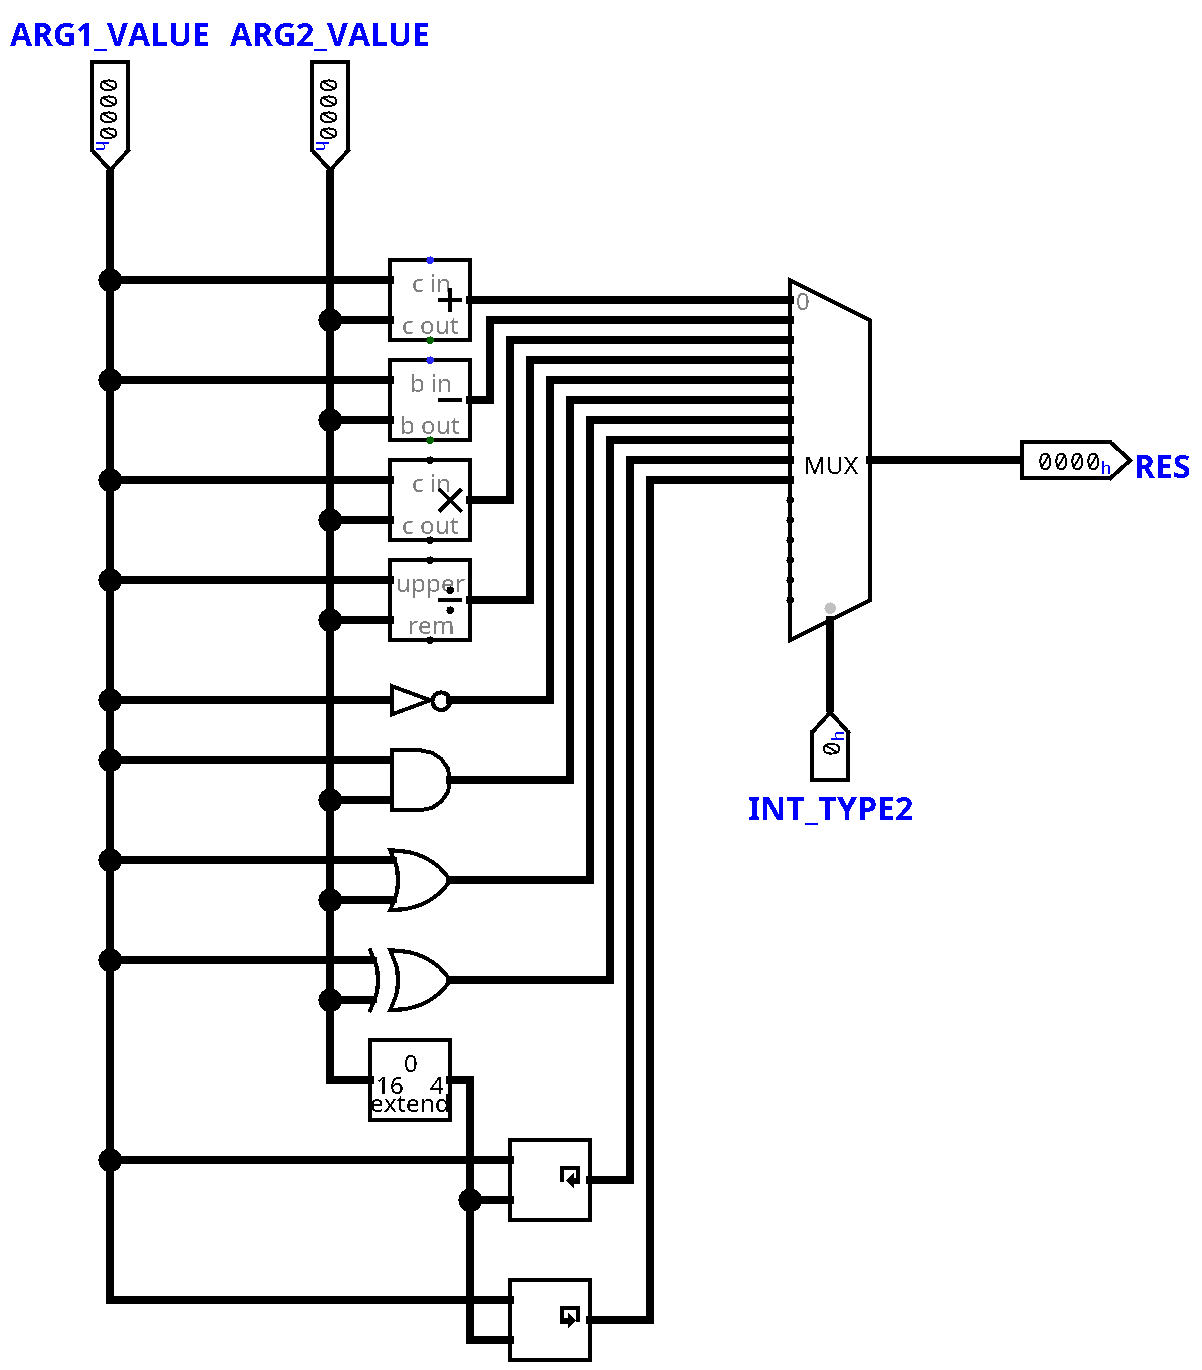 ARG1_VALUE ARG2_VALUE
0000h 0000h
c in
+
c out
b in
−
b out
c in
×
c out
upper
÷
rem
0
MUX
0000h RES
0h
INT_TYPE2
0
16 4
extend